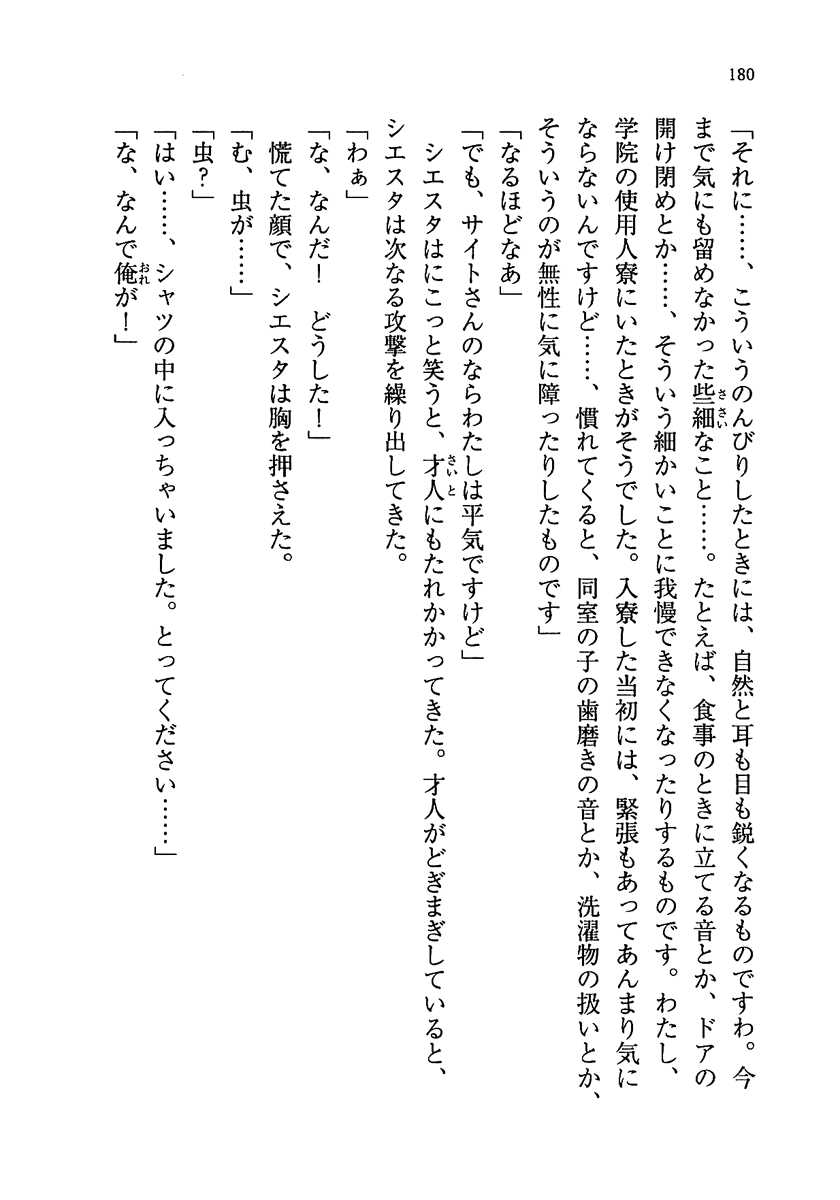 180
「それに……、こういうのんびりしたときには、自然と耳も目も鋭くなるものですわ。今
まで気にも留めなかった些細なこと……。たとえば、食事のときに立てる音とか、ドアの
開け閉めとか……、そういう細かいことに我慢できなくなったりするものです。わたし、
学院の使用人寮にいたときがそうでした。入寮した当初には、緊張もあってあんまり気に
ならないんですけど……、慣れてくると、同室の子の歯磨きの音とか、洗濯物の扱いとか、
そういうのが無性に気に障ったりしたものです」
「なるほどなあ」
「でも、サイトさんのならわたしは平気ですけど」
シエスタはにこっと笑うと、才人にもたれかかってきた。才人がどぎまぎしていると、
シエスタは次なる攻撃を繰り出してきた。
「わぁ」
「な、なんだ！　どうした！」
慌てた顔で、シエスタは胸を押さえた。
「む、虫が……」
「虫？」
「はい……、シャツの中に入っちゃいました。とってください……」
「な、なんで俺が！」